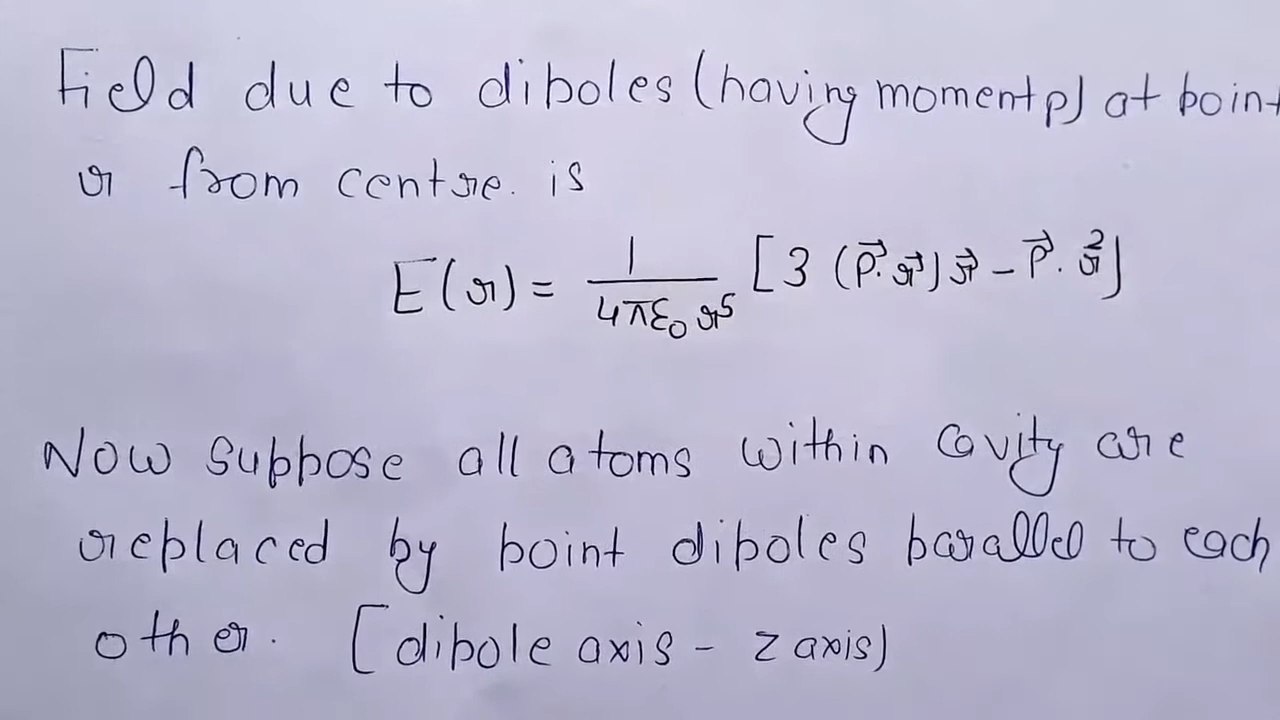 Field due to dipoles (having moment p) at point
r from centre. is
E(r) = 1/4πε₀r⁵ [3 (p⃗.r⃗) r⃗ - p⃗. r²]
Now suppose all atoms within cavity are
replaced by point dipoles parallel to each
other. [dipole axis - z axis)